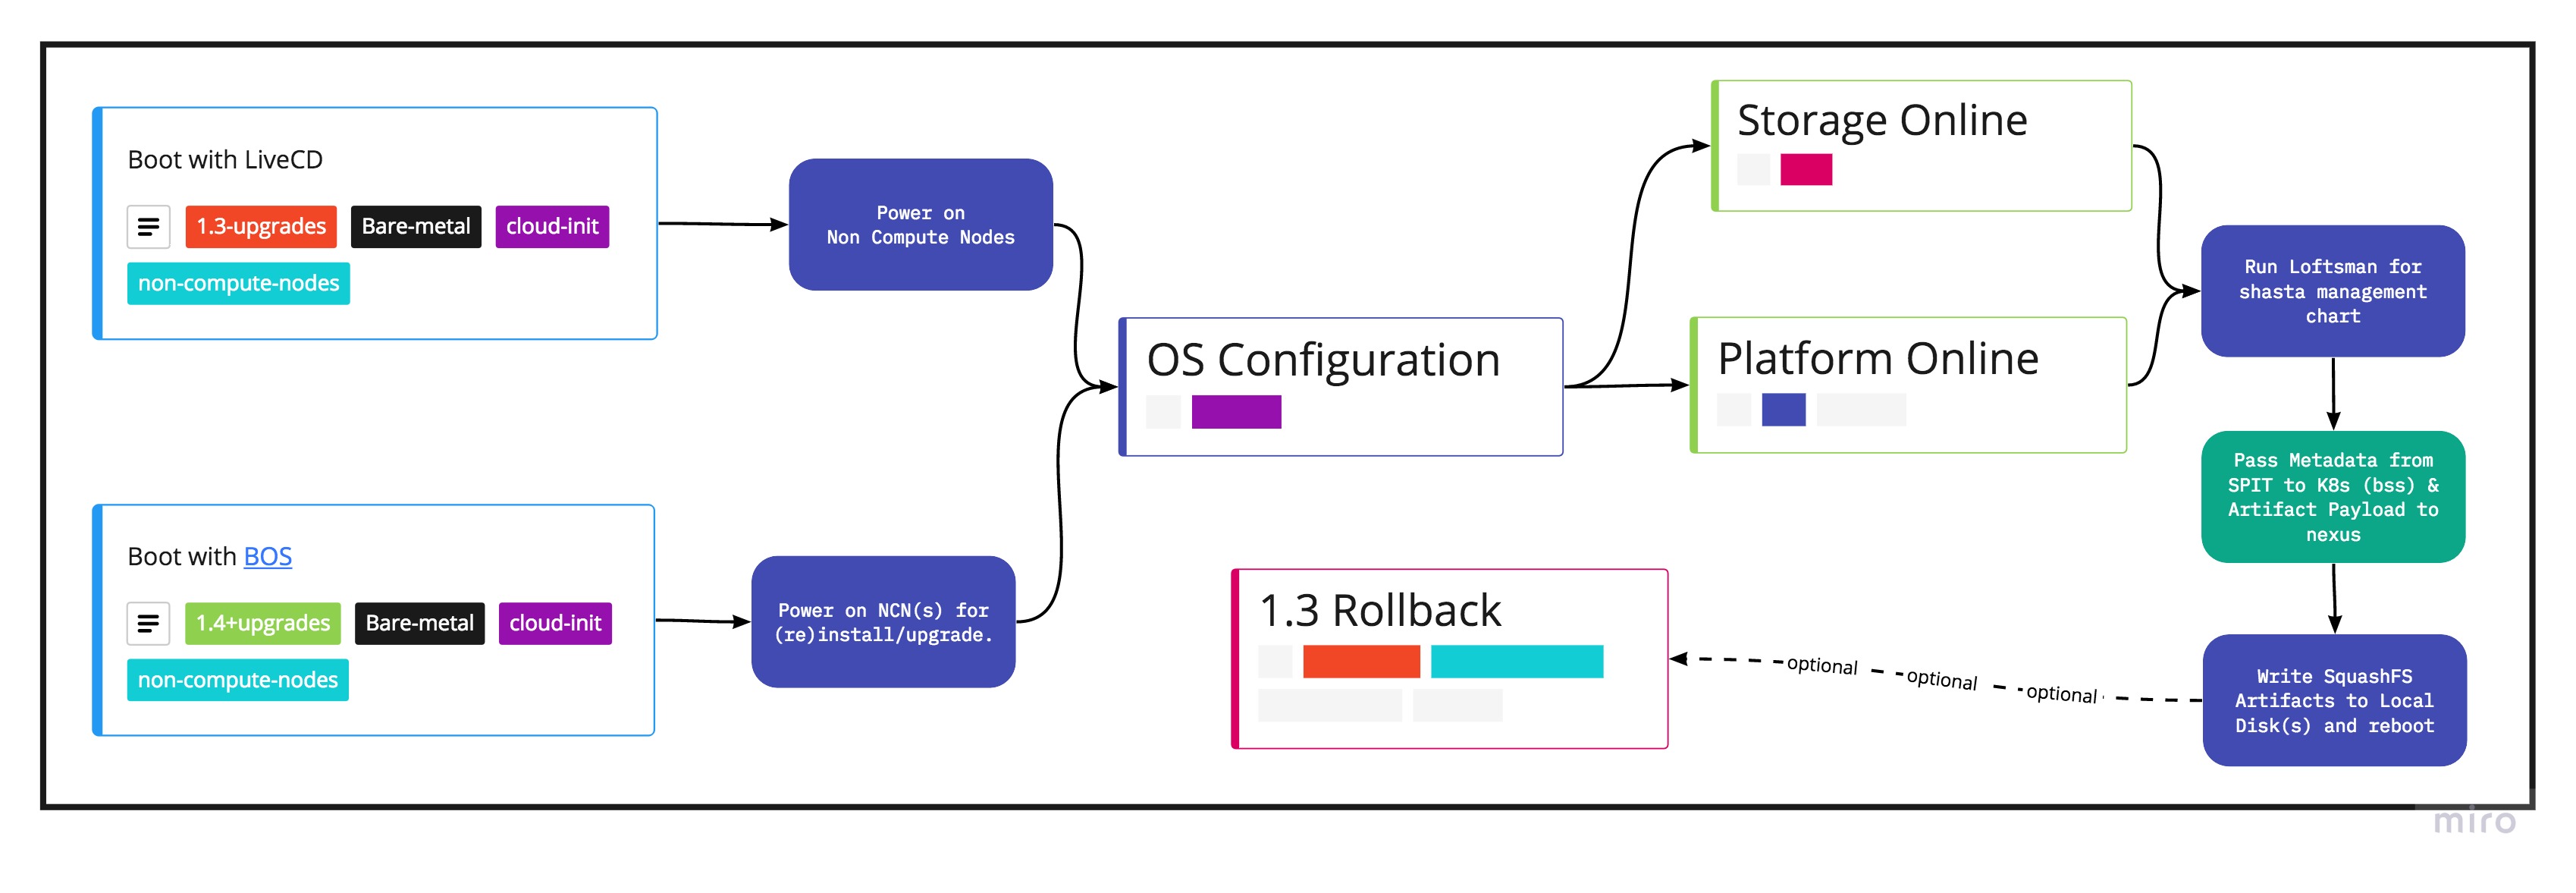 Boot with LiveCD
1.3-upgrades Bare-metal cloud-init
non-compute-nodes
Power on
Non Compute Nodes
Boot with BOS
1.4+upgrades Bare-metal cloud-init
non-compute-nodes
Power on NCN(s) for
(re)install/upgrade.
OS Configuration
Storage Online
Platform Online
Run Loftsman for
shasta management
chart
Pass Metadata from
SPIT to K8s (bss) &
Artifact Payload to
nexus
Write SquashFS
Artifacts to Local
Disk(s) and reboot
optional
optional
optional
1.3 Rollback
miro